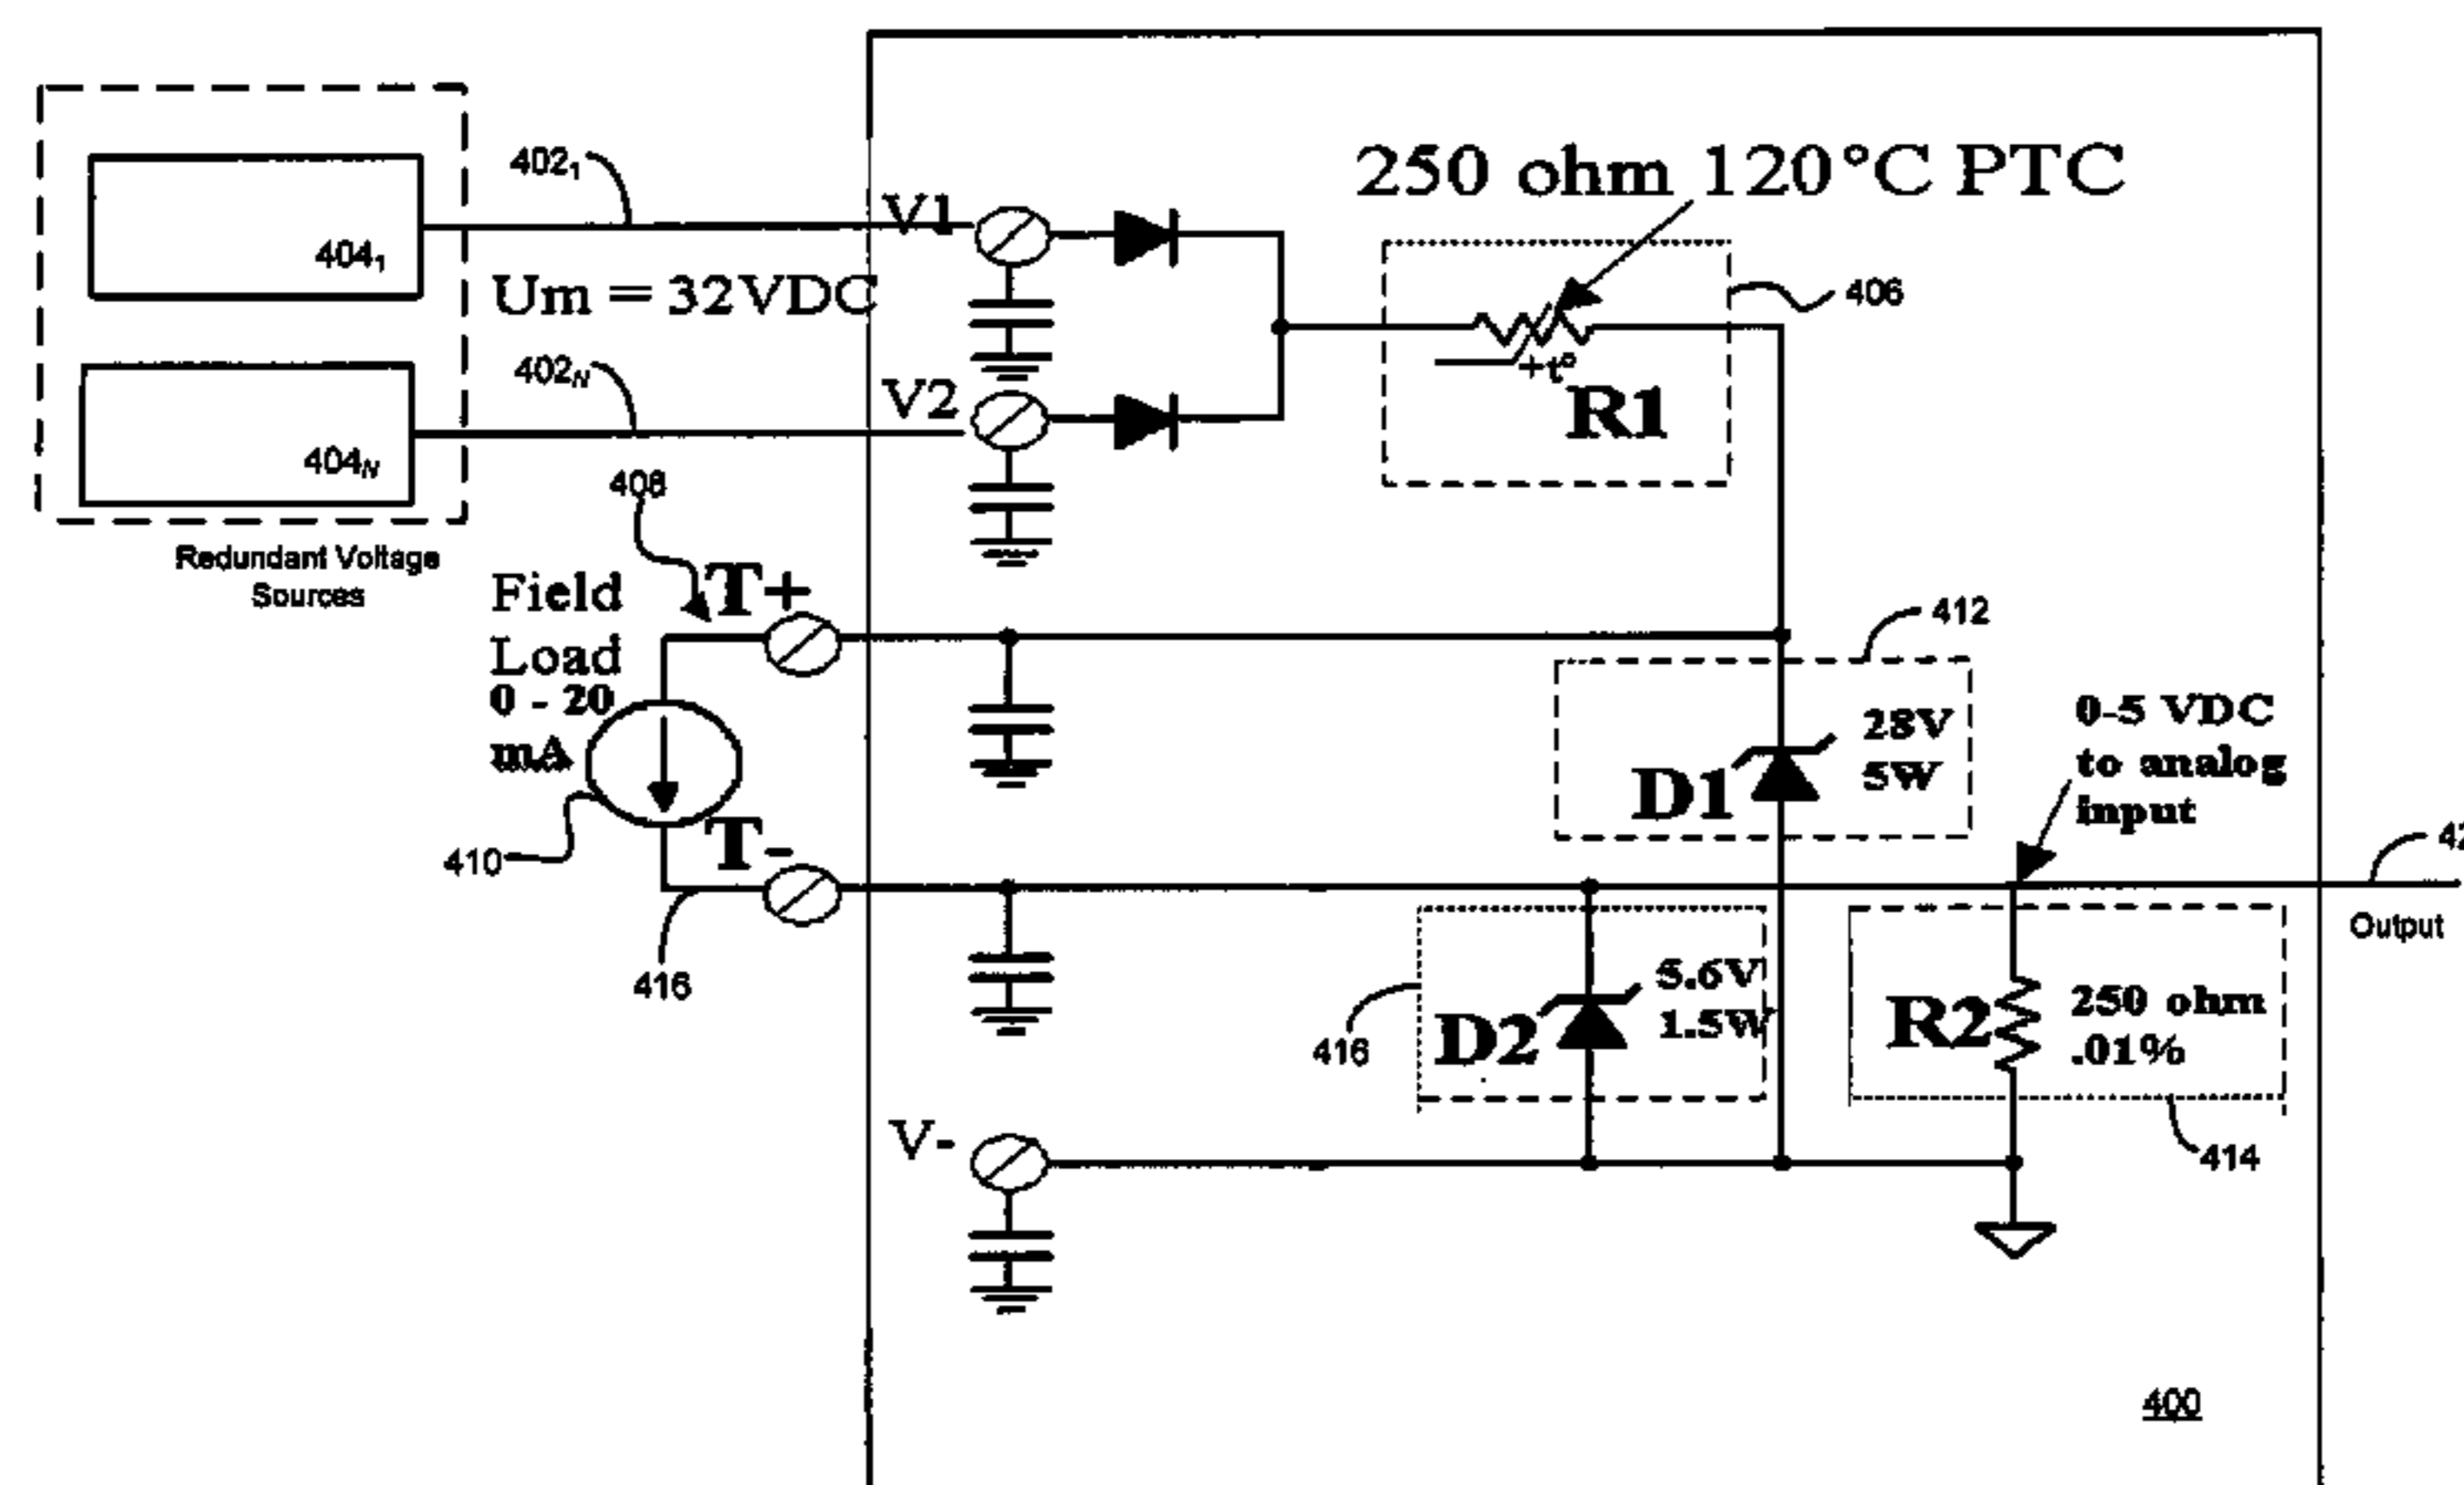 250 ohm 120°C PTC
402₁
V1
404₁
Um = 32VDC
406
402N
V2
+t°
R1
404N
408
Redundant Voltage
Sources
T+
Field
Load
0 - 20
mA
412
28V
5W
D1
0-5 VDC
to analog
input
T-
410
Output
416
5.6V
1.5W
D2
416
R2
250 ohm
.01%
414
V-
400